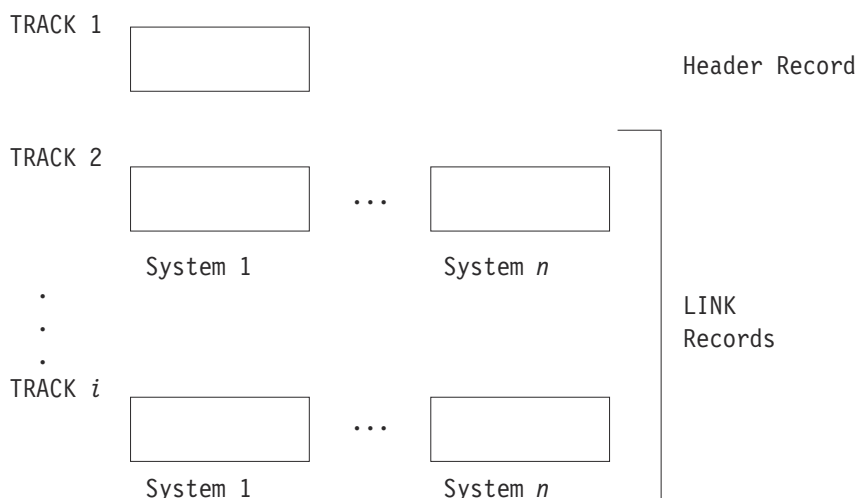 TRACK 1
Header Record
TRACK 2
...
System 1
System n
.
.
.
LINK
Records
TRACK i
...
System 1
System n